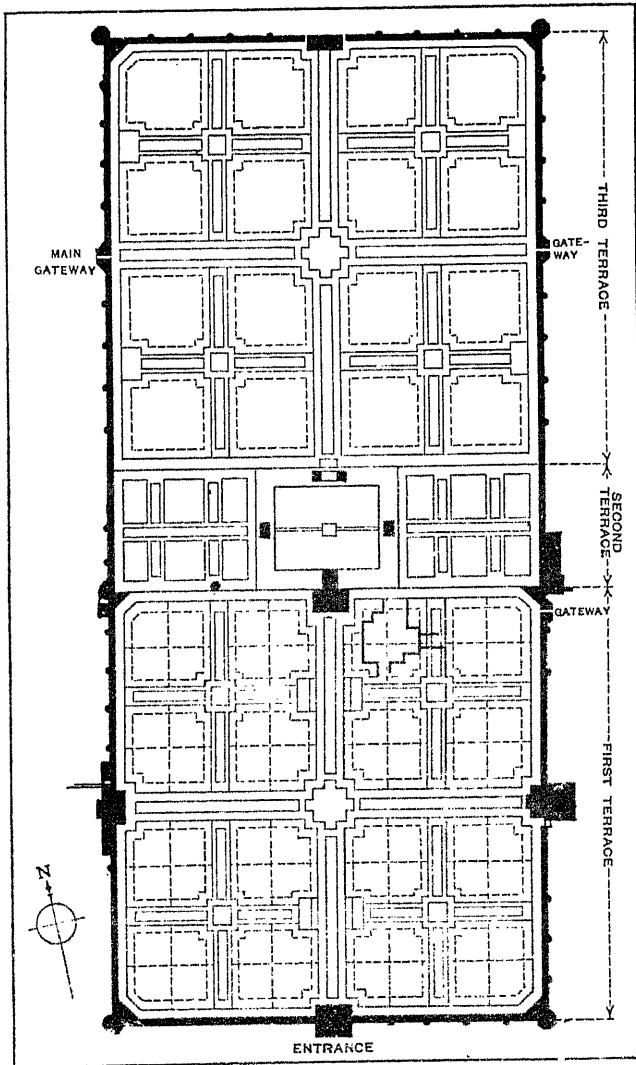 THIRD TERRACE
MAIN
GATEWAY
GATE-
WAY
SECOND
TERRACE
GATEWAY
FIRST TERRACE
N
ENTRANCE